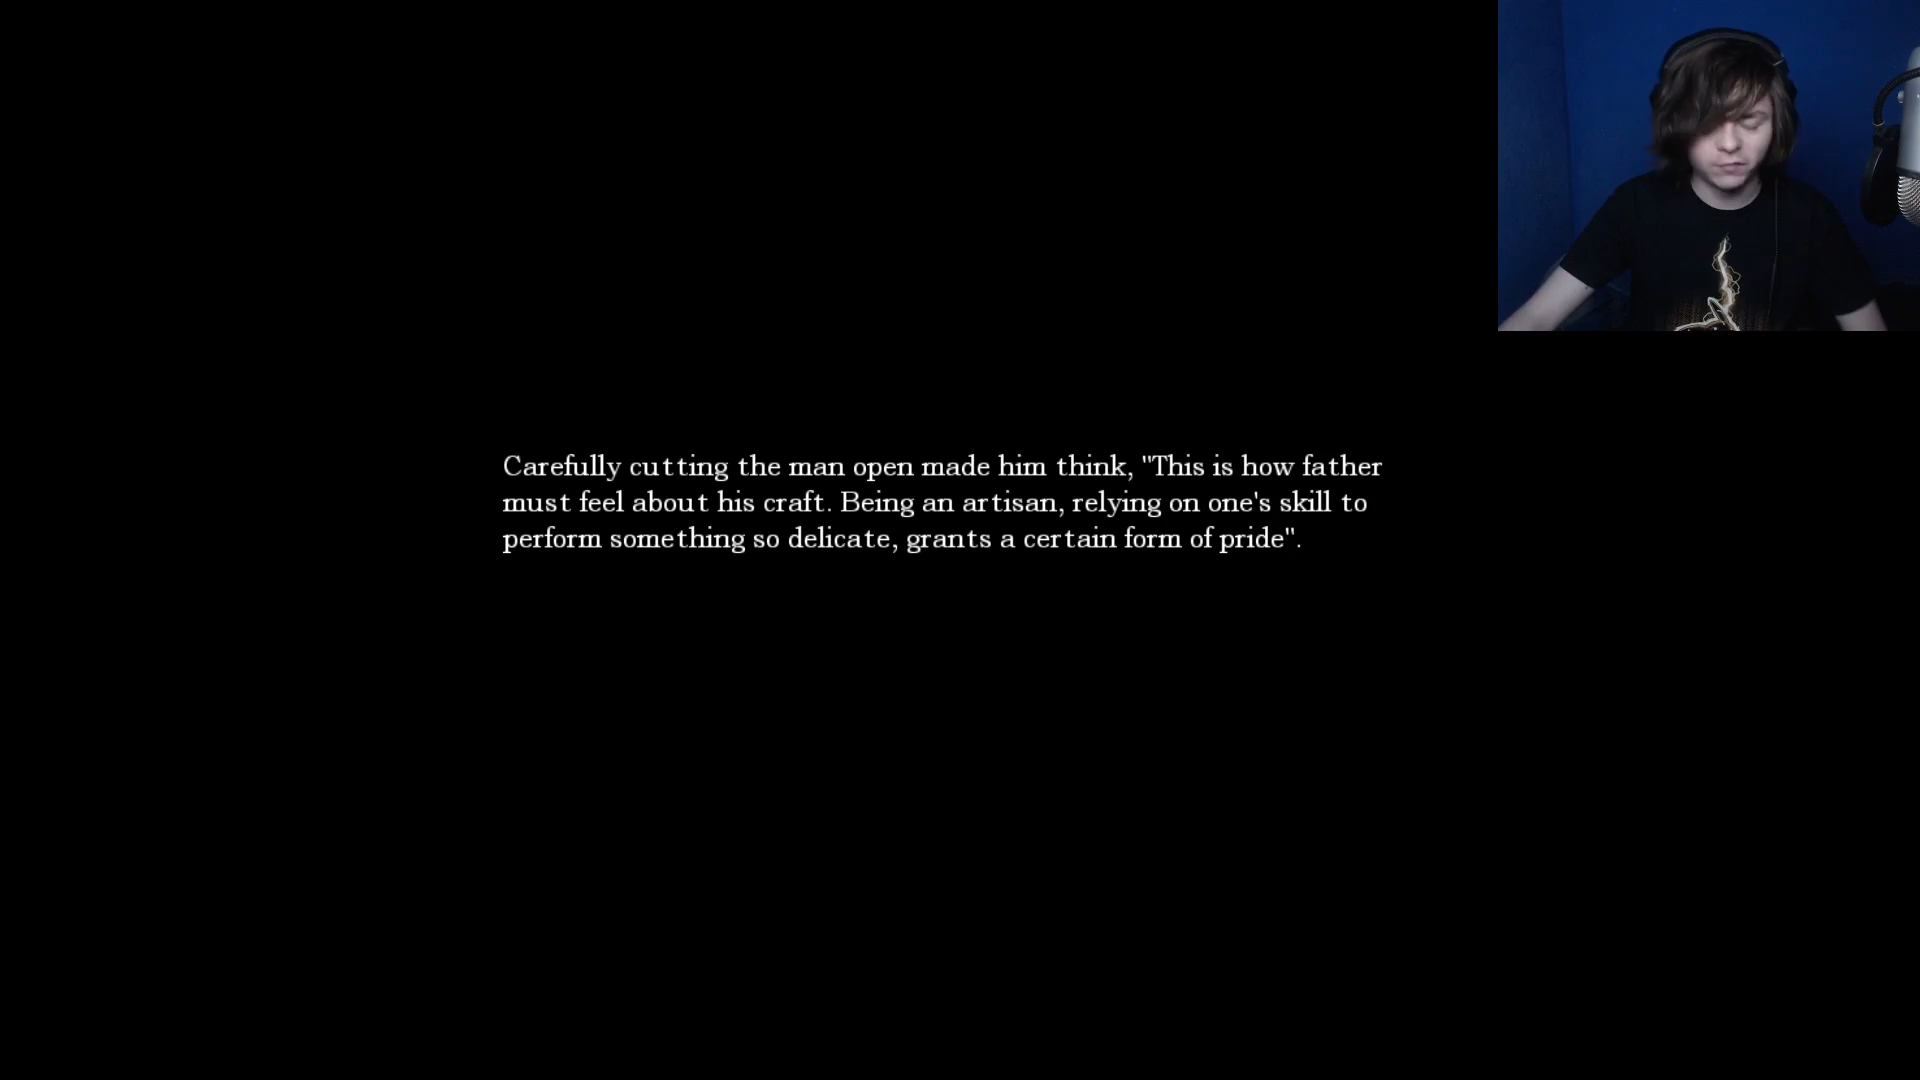 Carefully cutting the man open made him think, "This is how father
must feel about his craft. Being an artisan, relying on one's skill to
perform something so delicate, grants a certain form of pride".